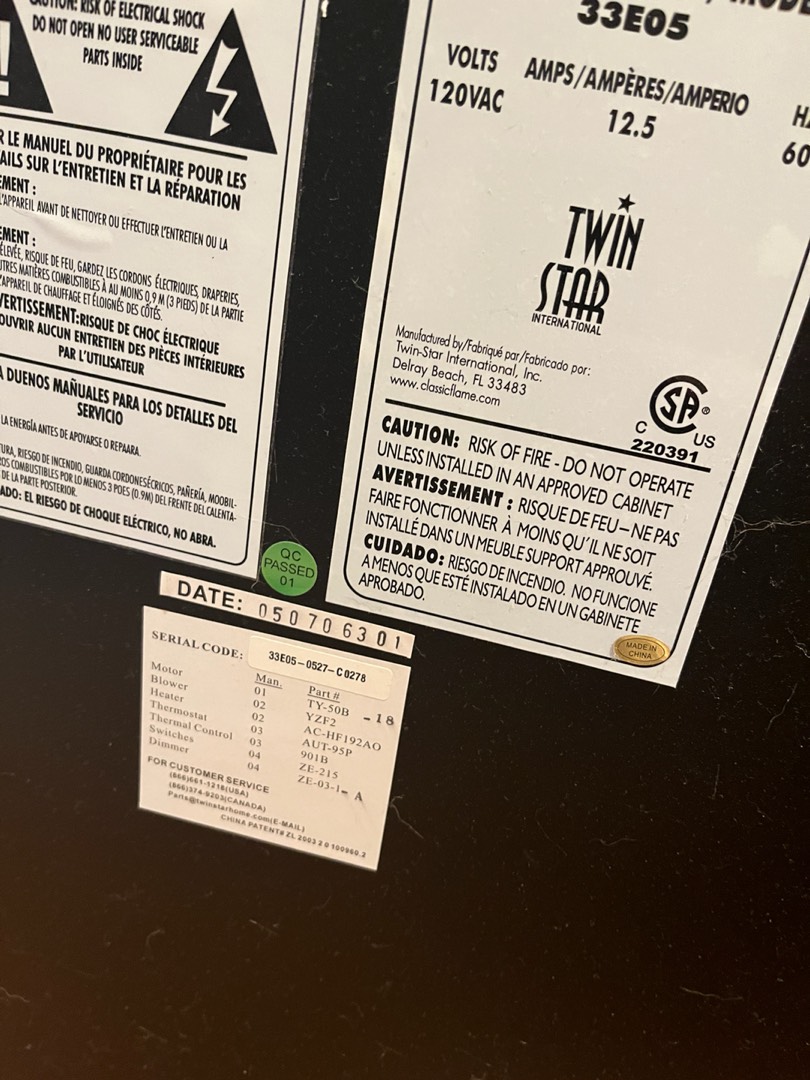 RISK OF ELECTRICAL SHOCK
DO NOT OPEN NO USER SERVICEABLE
PARTS INSIDE
LE MANUEL DU PROPRIÉTAIRE POUR LES
SUR L'ENTRETIEN ET LA RÉPARATION
L'APPAREIL AVANT DE NETTOYER OU EFFECTUER L'ENTRETIEN OU LA
RISQUE DE FEU, GARDEZ LES CORDONS ÉLECTRIQUES, DRAPERIES,
MATIÈRES COMBUSTIBLES À AU MOINS 0,9 M (3 PIEDS) DE LA PARTIE
L'APPAREIL DE CHAUFFAGE ET ÉLOIGNÉS DES CÔTÉS.
RISQUE DE CHOC ÉLECTRIQUE
OUVRIR AUCUN ENTRETIEN DES PIÈCES INTÉRIEURES
PAR L'UTILISATEUR
A DUENOS MAÑUALES PARA LOS DETALLES DEL
SERVICIO
LA ENERGÍA ANTES DE APOYARSE O REPAARA.
RIESGO DE INCENDIO, GUARDA CORDONESÉCRICOS, PAÑERÍA, MOOBIL-
COMBUSTIBLES POR LO MENOS 3 POES (0.9M) DEL FRENTE DEL CALENTA-
DE LA PARTE POSTERIOR.
EL RIESGO DE CHOQUE ELÉCTRICO, NO ABRA.
33E05
VOLTS AMPS/AMPÈRES/AMPERIO
120VAC 12.5 60
TWIN
STAR
INTERNATIONAL
Manufactured by/Fabriqué par/Fabricado por:
Twin-Star International, Inc.
Delray Beach, FL 33483
www.classicflame.com
SA ®
C US
220391
CAUTION: RISK OF FIRE - DO NOT OPERATE
UNLESS INSTALLED IN AN APPROVED CABINET
AVERTISSEMENT : RISQUE DE FEU – NE PAS
FAIRE FONCTIONNER À MOINS QU'IL NE SOIT
INSTALLÉ DANS UN MEUBLE SUPPORT APPROUVÉ.
CUIDADO: RIESGO DE INCENDIO. NO FUNCIONE
A MENOS QUE ESTÉ INSTALADO EN UN GABINETE
APROBADO.
MADE IN
CHINA
QC
PASSED
01
DATE: 050706301
SERIAL CODE: 33E05-0527-C0278
Man. Part #
Motor 01 TY-50B -18
Blower 02 YZF2
Heater 02 AC-HF192AO
Thermostat 03 AUT-95P
Thermal Control 03 901B
Switches 04 ZE-215
Dimmer 04 ZE-03-1- A
FOR CUSTOMER SERVICE
(866)661-1218(USA)
(866)374-9203(CANADA)
Parts@twinstarhome.com(E-MAIL)
CHINA PATENT# ZL 2003 2 0 100960.2